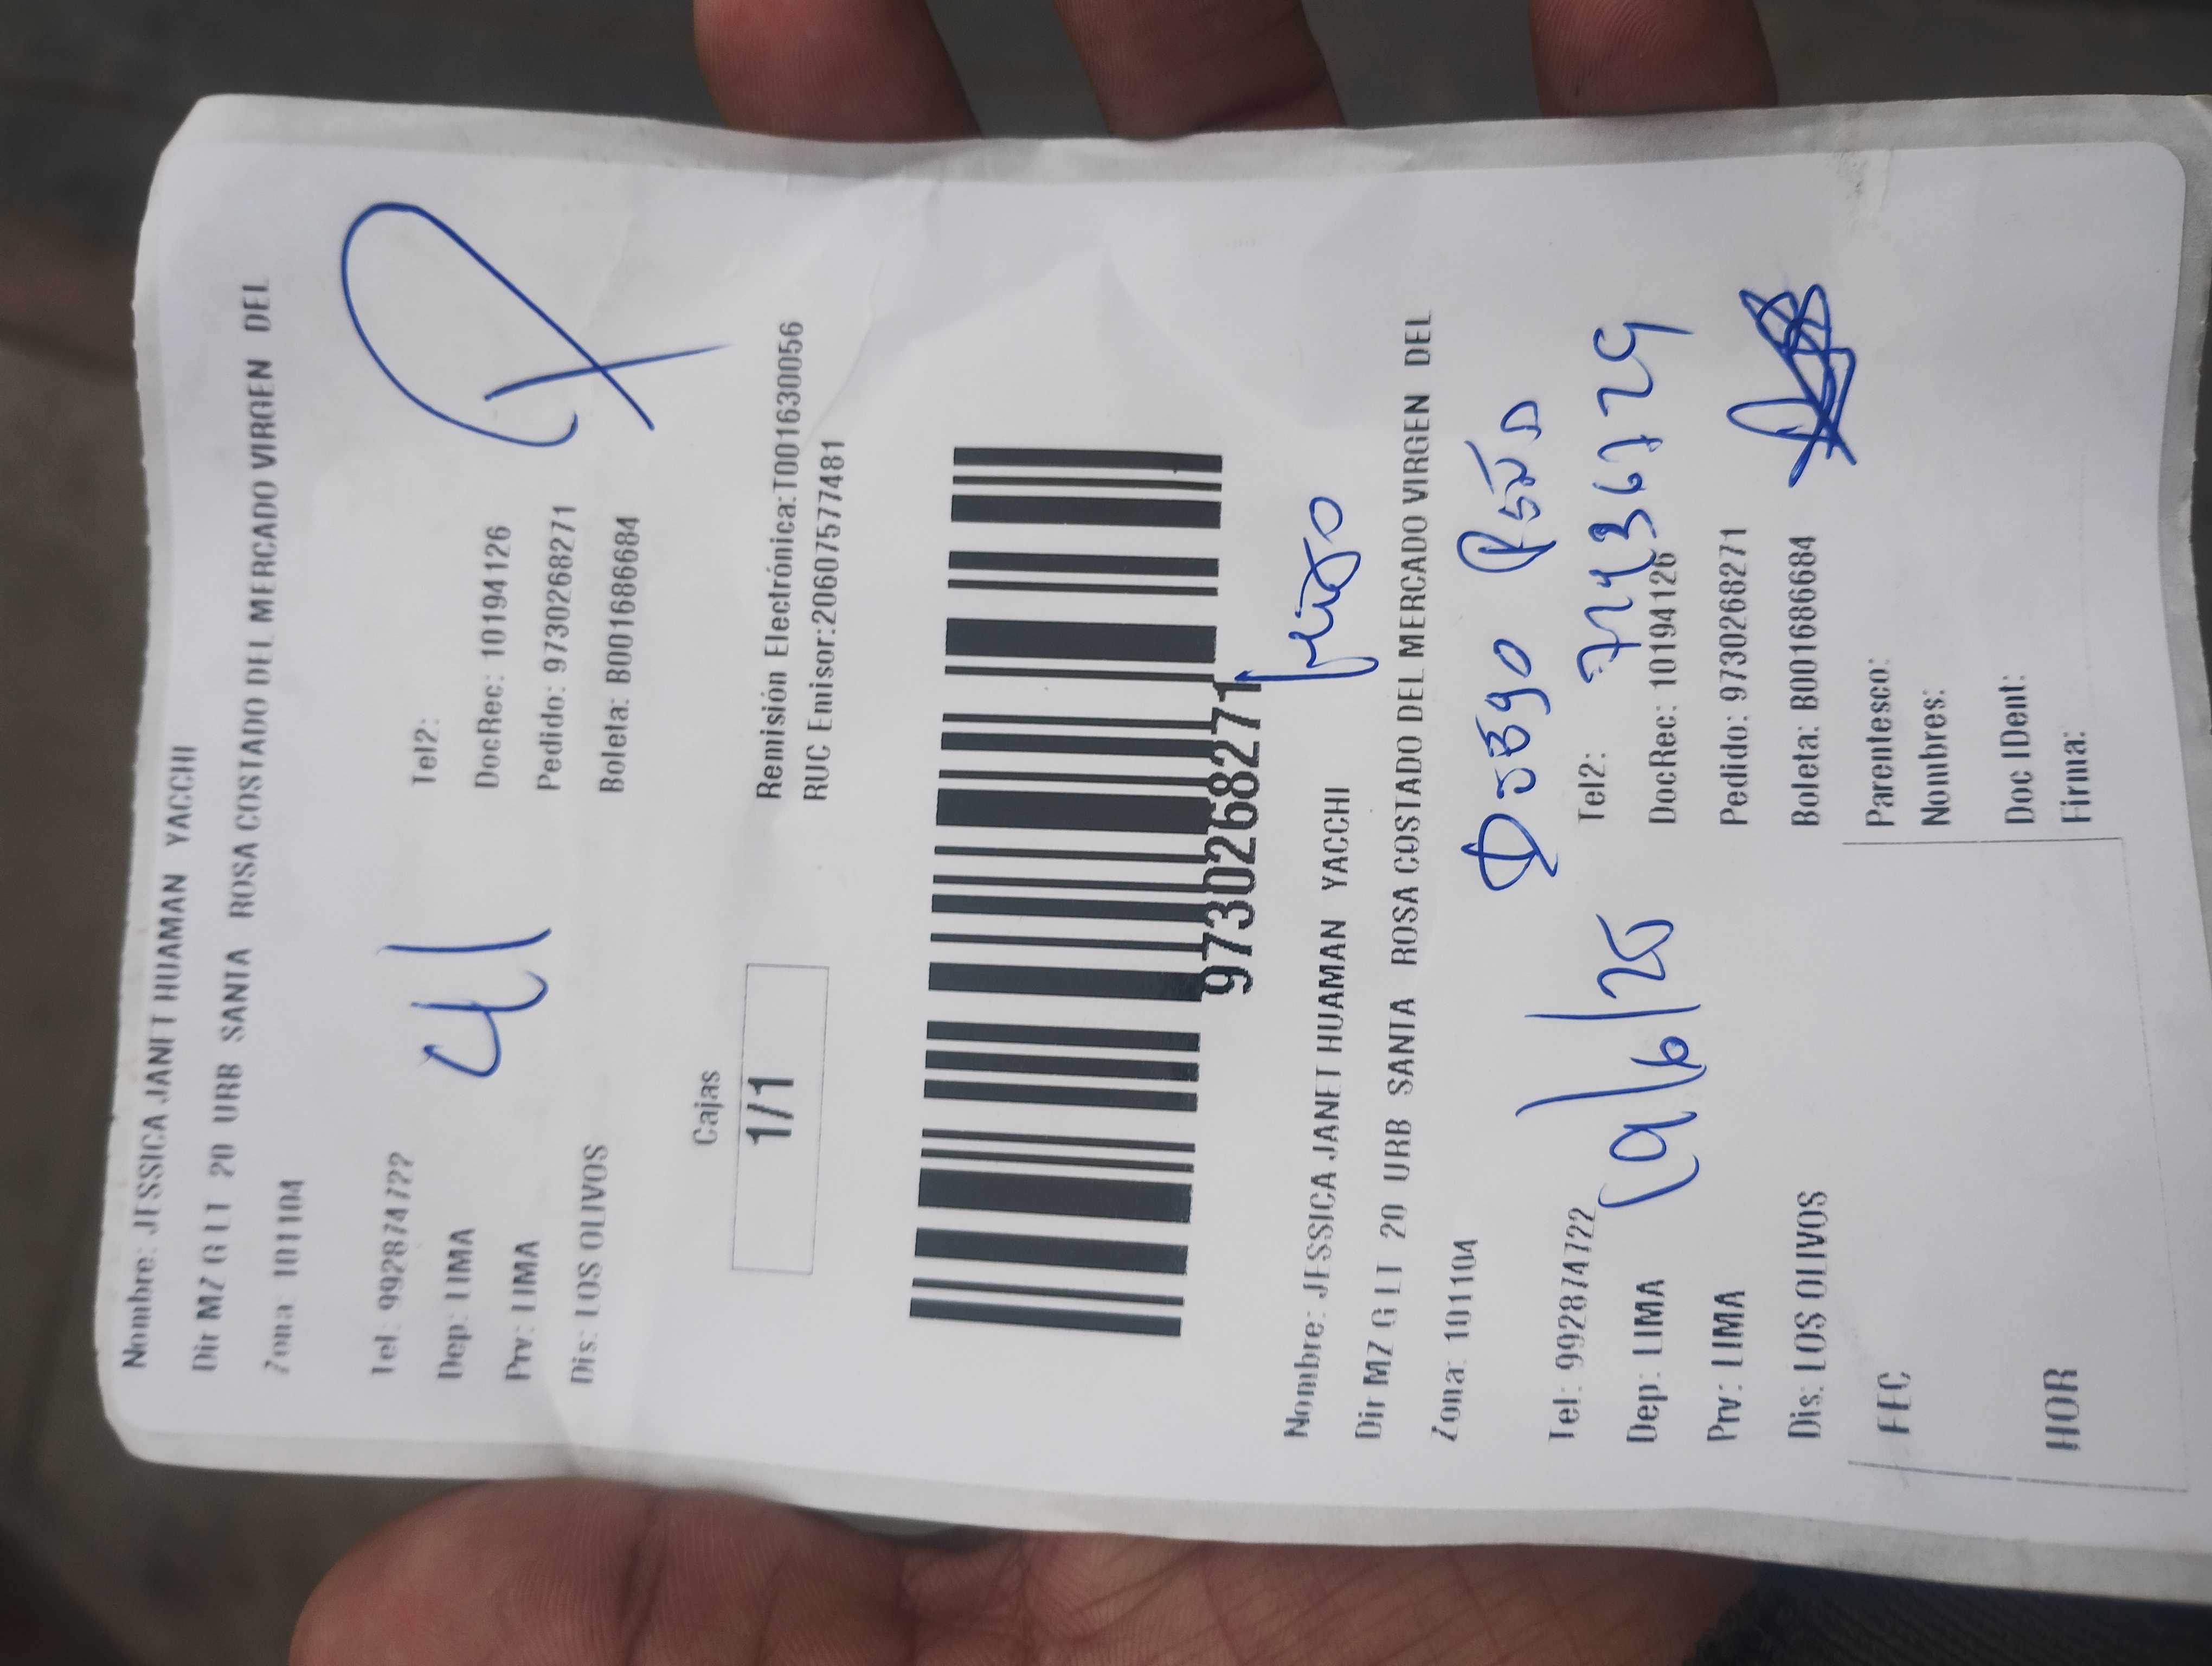 Nombre: JESSICA JANET HUAMAN YACCHI
Dir MZ G LT 20 URB SANTA ROSA COSTADO DEL MERCADO VIRGEN DEL
Zona: 101104
Tel: 992874722 Tel2:
Dep: LIMA DocRec: 10194126
Prv: LIMA Pedido: 9730268271
Dis: LOS OLIVOS Boleta: B001686684
Cajas
1/1
Remisión Electrónica:T001630056
RUC Emisor:20607577481
9730268271
Nombre: JESSICA JANET HUAMAN YACCHI
Dir MZ G LT 20 URB SANTA ROSA COSTADO DEL MERCADO VIRGEN DEL
Zona: 101104
Diego
Tel: 992874722 Tel2:
Dep: LIMA DocRec: 10194126
Prv: LIMA Pedido: 9730268271
Dis: LOS OLIVOS Boleta: B001686684
FEC Parentesco:
Nombres:
HOR Doc IDent:
Firma: